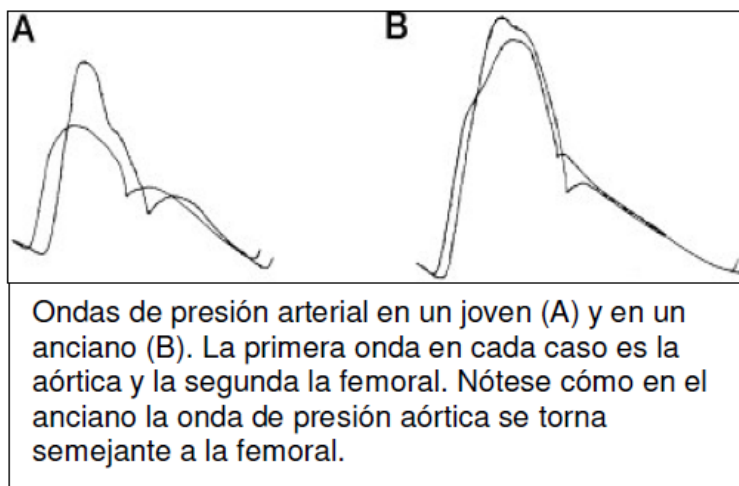 A
B
Ondas de presión arterial en un joven (A) y en un
anciano (B). La primera onda en cada caso es la
aórtica y la segunda la femoral. Nótese cómo en el
anciano la onda de presión aórtica se torna
semejante a la femoral.